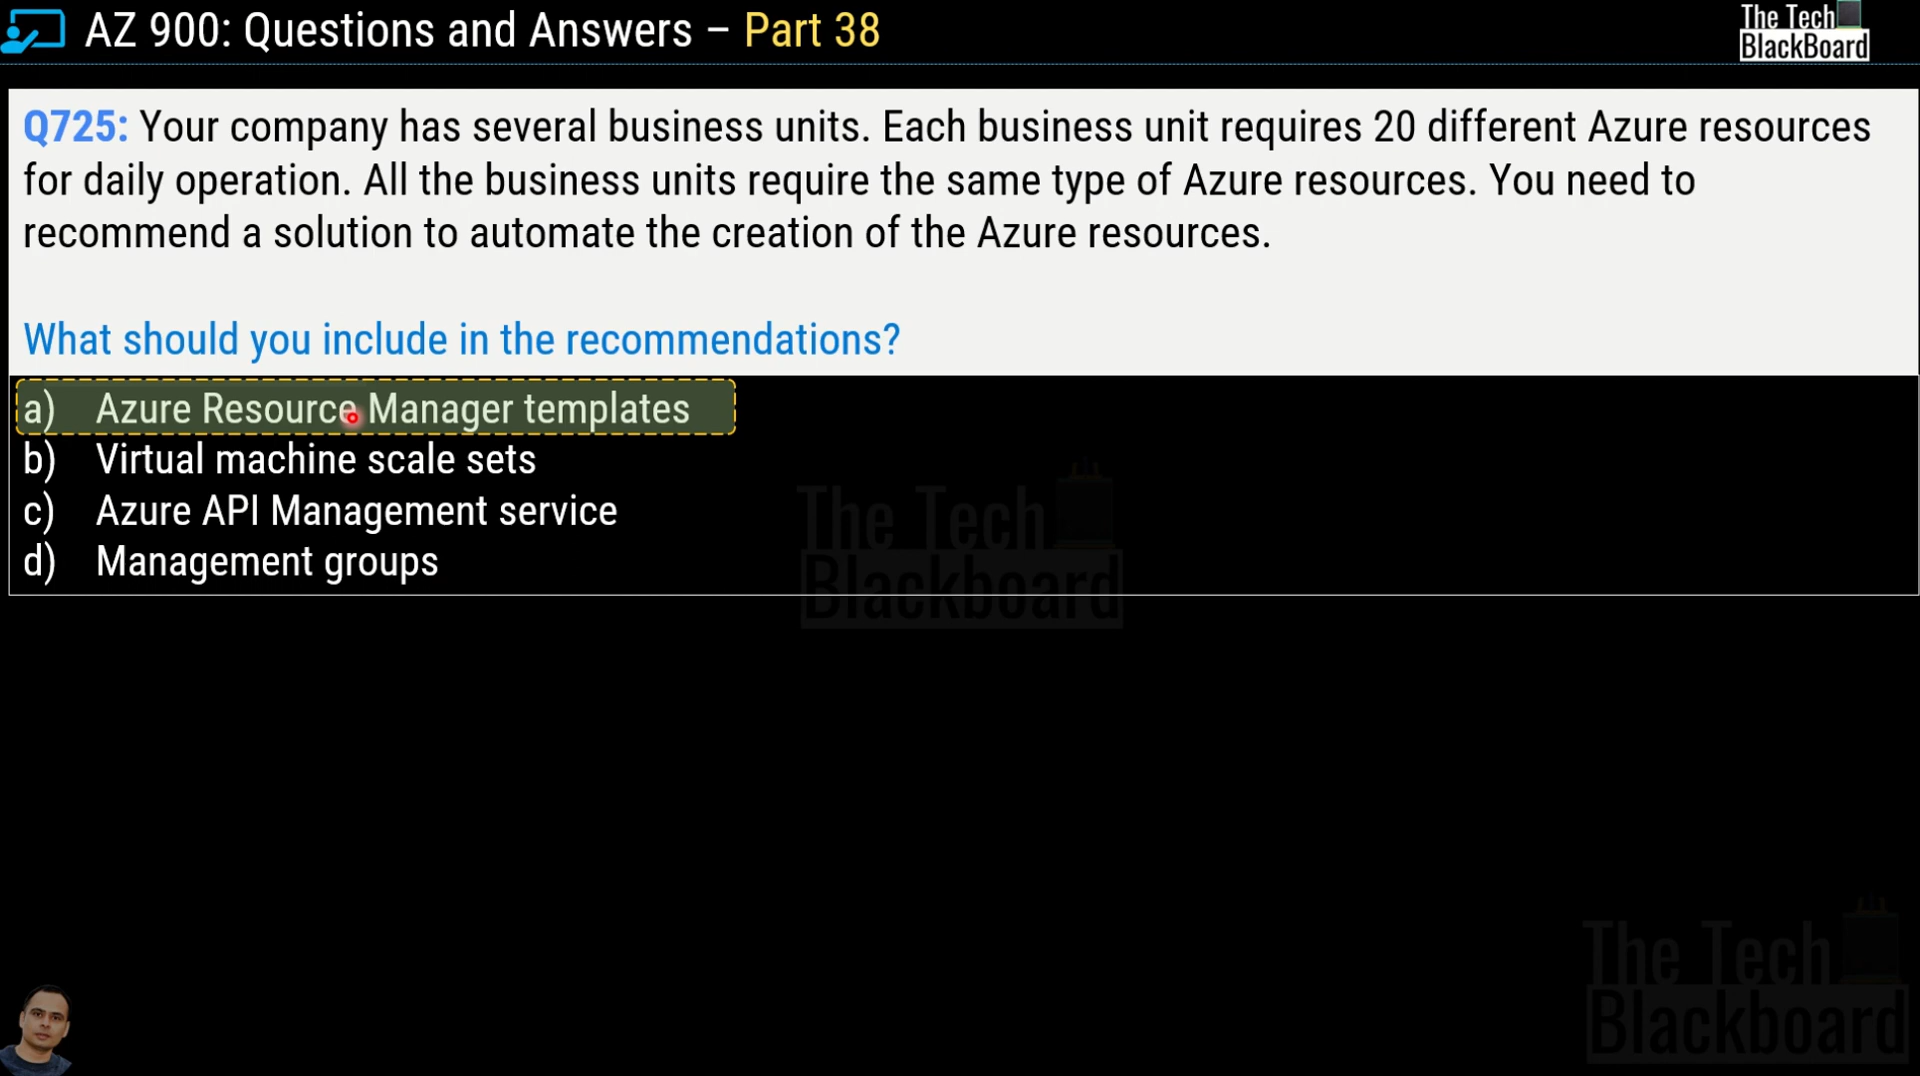 AZ 900: Questions and Answers – Part 38
The Tech
BlackBoard
Q725: Your company has several business units. Each business unit requires 20 different Azure resources
for daily operation. All the business units require the same type of Azure resources. You need to
recommend a solution to automate the creation of the Azure resources.
What should you include in the recommendations?
a) Azure Resource Manager templates
b) Virtual machine scale sets
c) Azure API Management service
d) Management groups
The Tech
Blackboard
The Tech
Blackboard